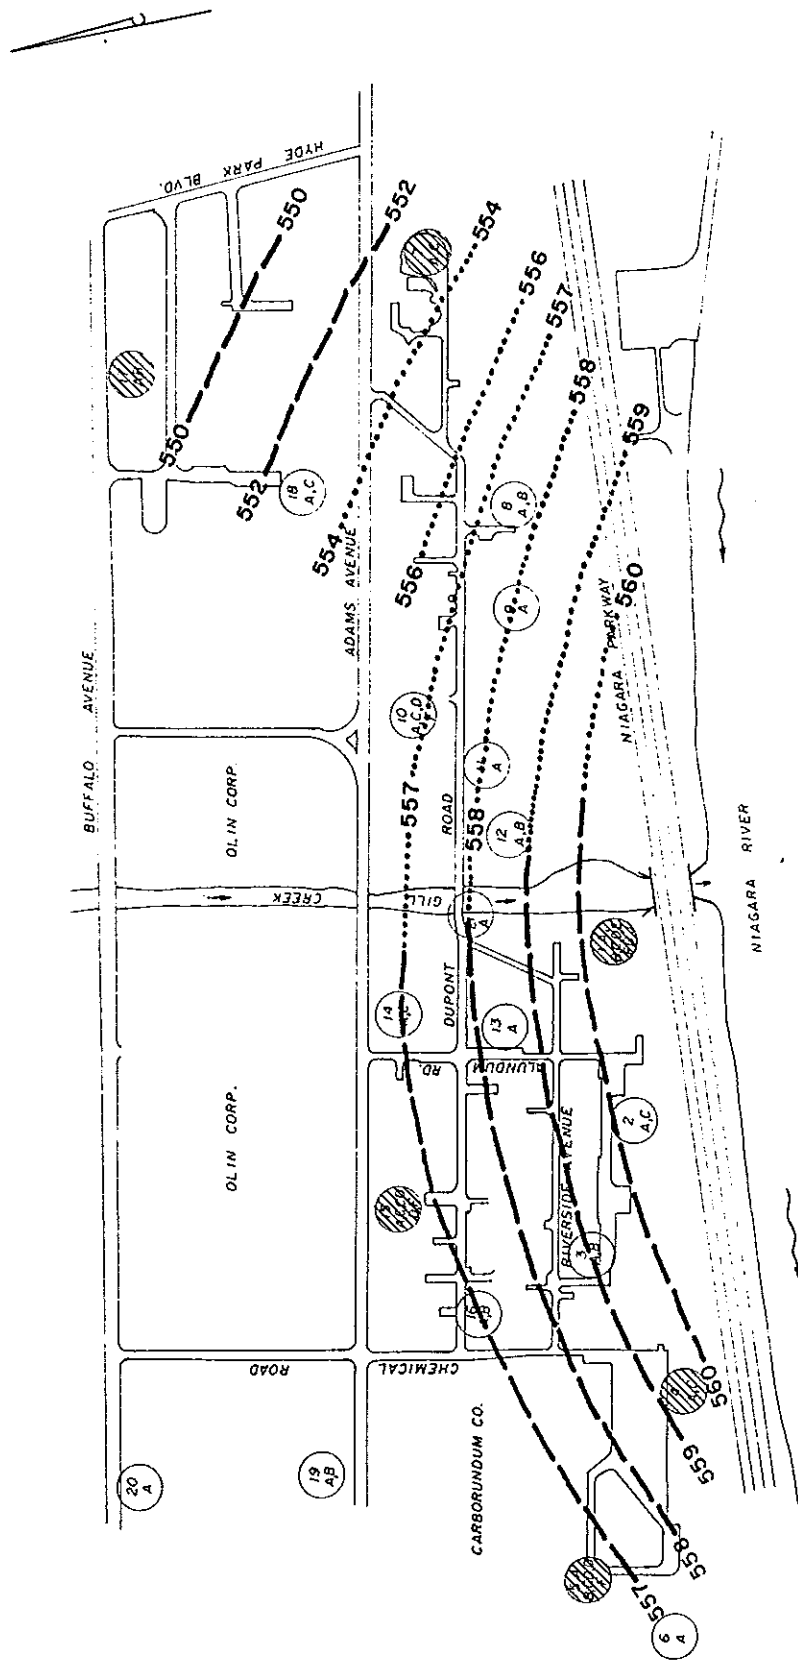 HYDE PARK BLVD.
550
552
554
556
557
558
559
560
550
552
554
556
557
558
18
A,C
8
A,B
9
A
10
A,C,D
11
A
12
A,B
BUFFALO AVENUE
ADAMS AVENUE
NIAGARA PARKWAY
OLIN CORP.
ROAD
GILL CREEK
NIAGARA RIVER
A
14
A,C
13
A
DUPONT
ALUNDUM RD.
OLIN CORP.
RIVERSIDE AVENUE
2
A,C
3
A,B
16
A,B
CHEMICAL ROAD
CARBORUNDUM CO.
20
A
19
A,B
560
559
558
557
6
A